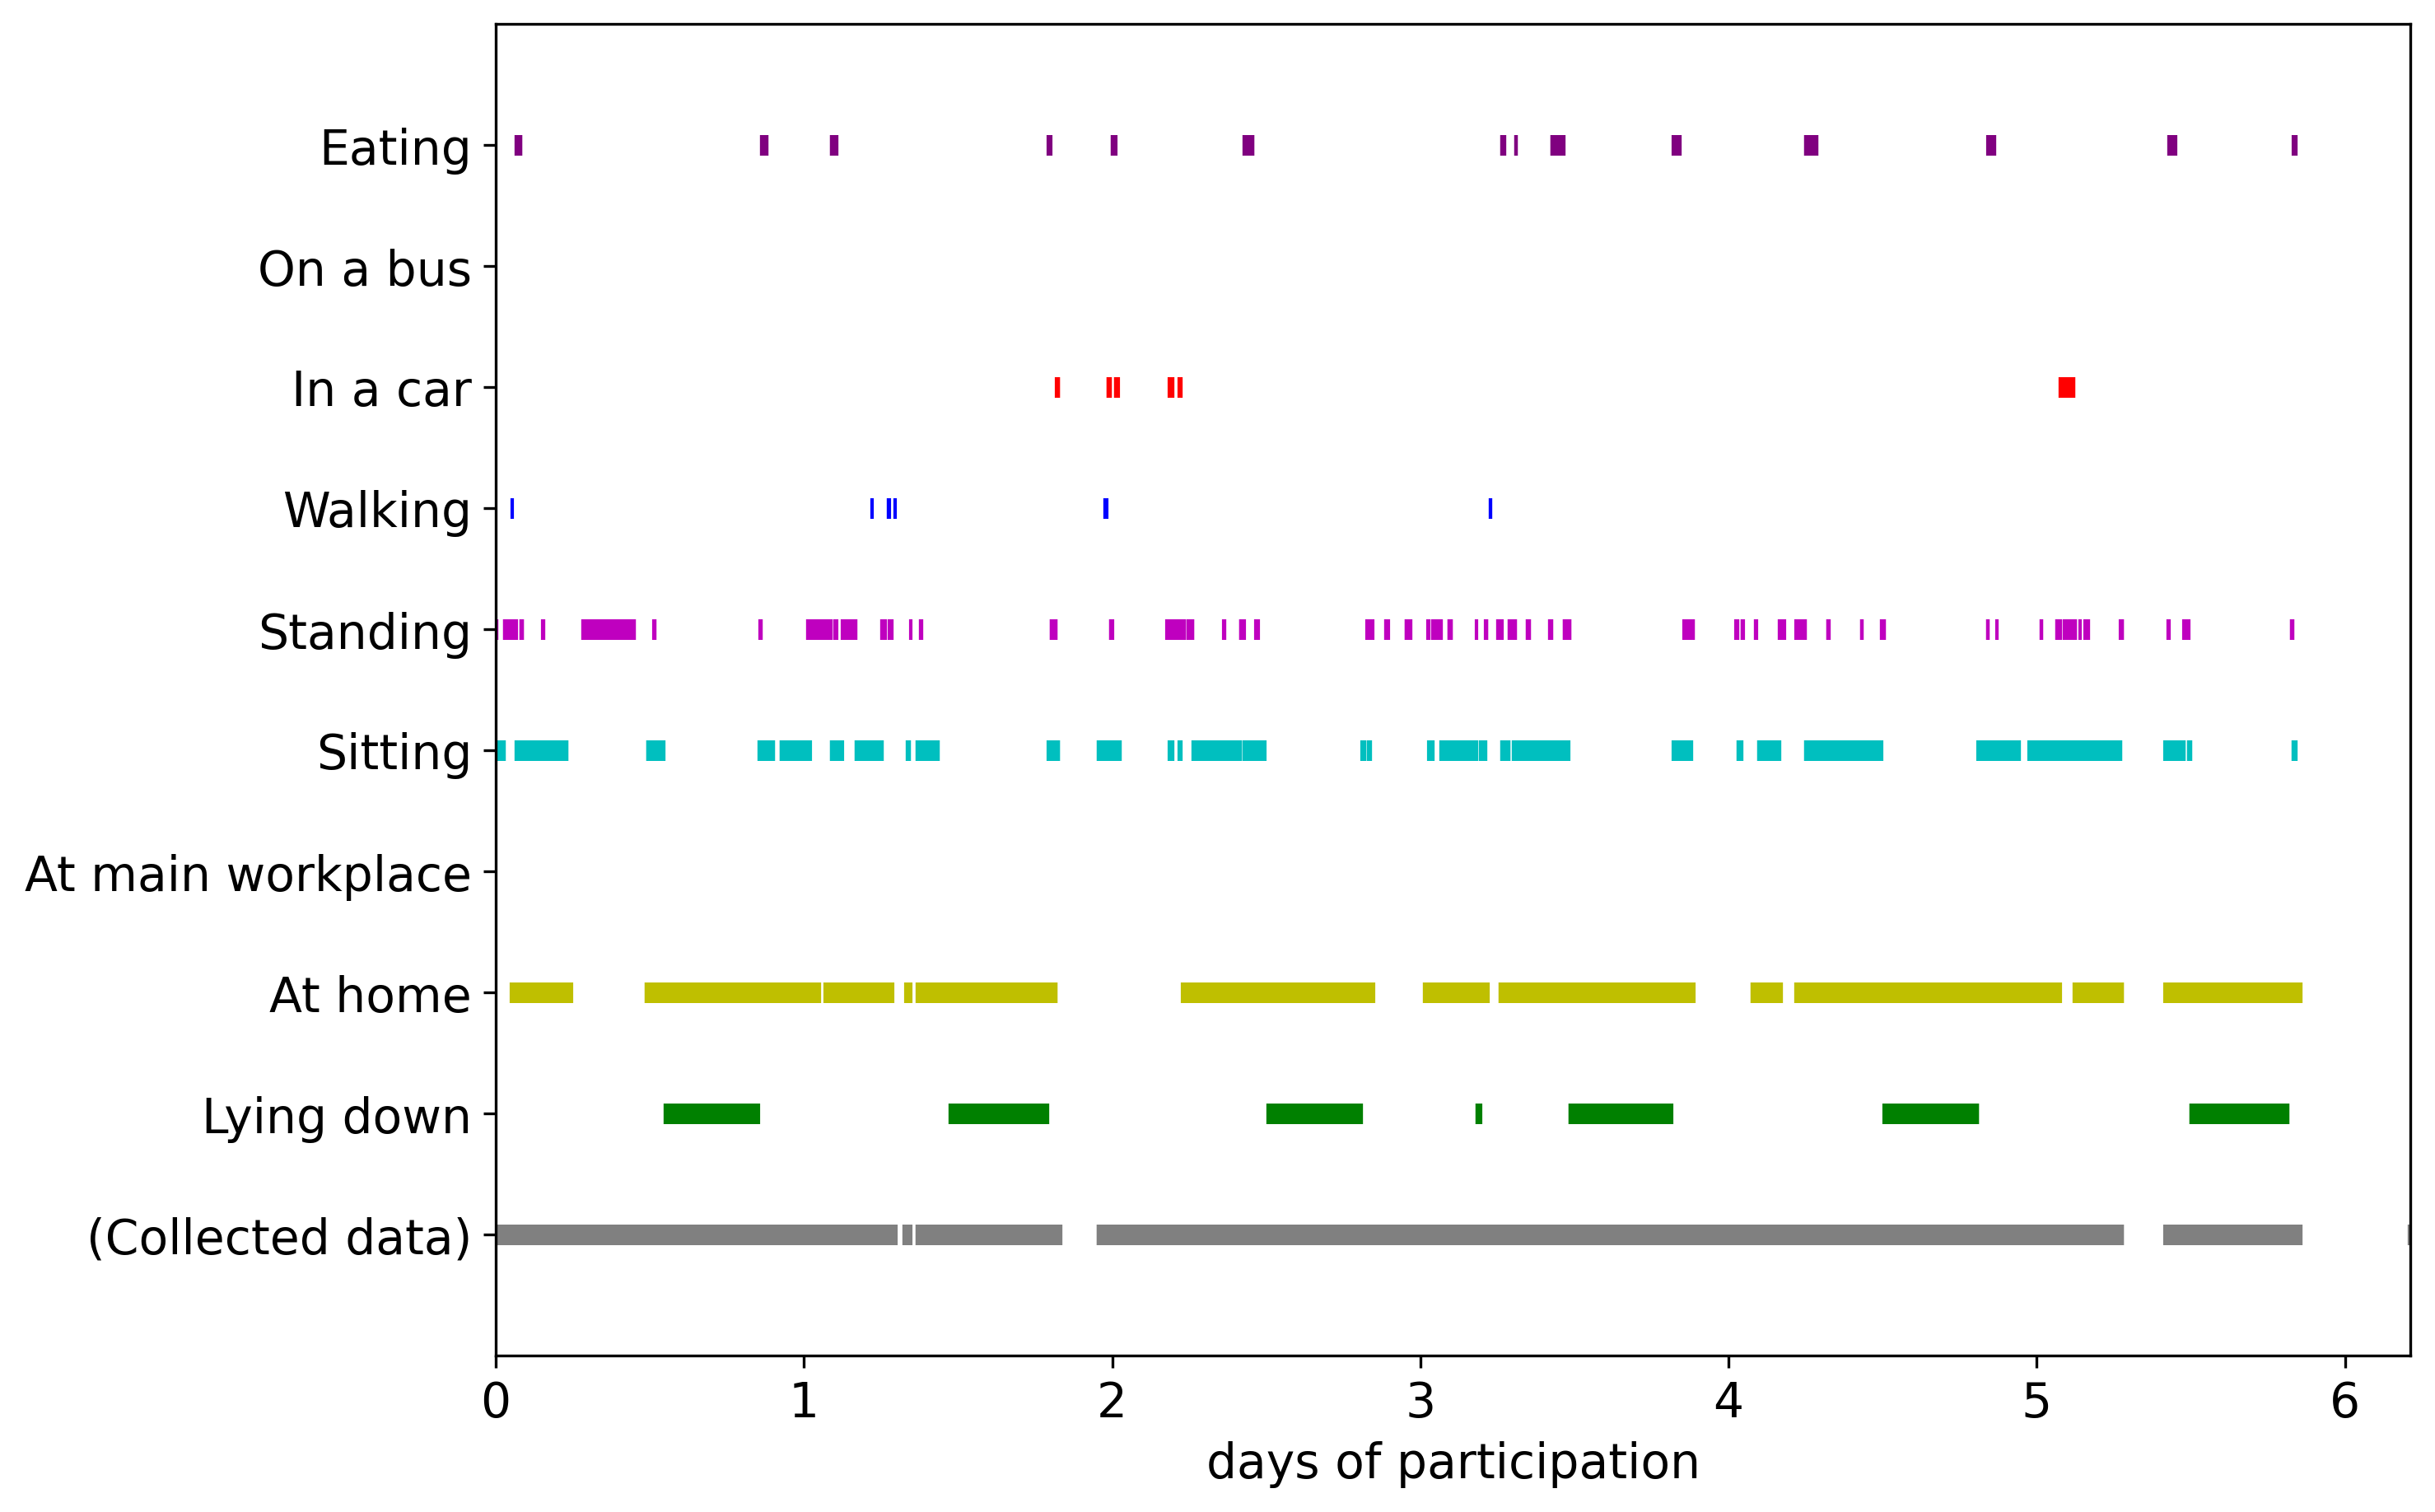 Eating
On a bus
In a car
Walking
Standing
Sitting
At main workplace
At home
Lying down
(Collected data)
0 1 2 3 4 5 6
days of participation